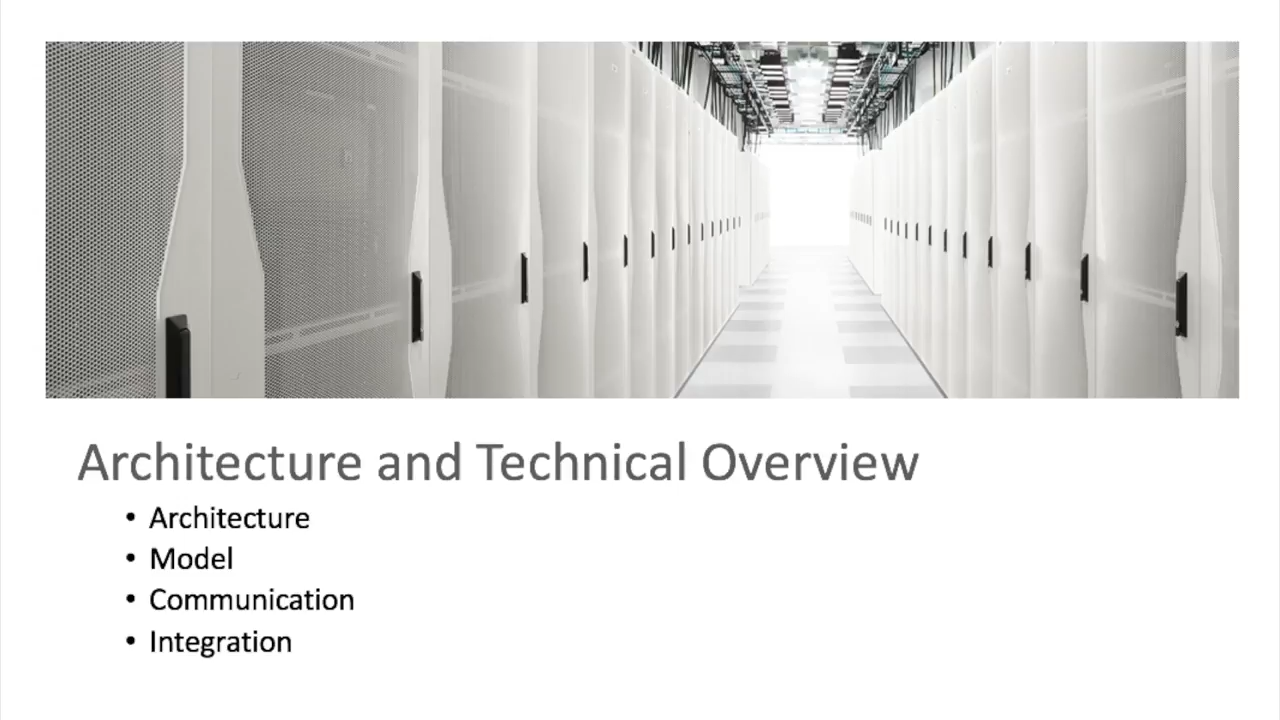 Architecture and Technical Overview
• Architecture
• Model
• Communication
• Integration